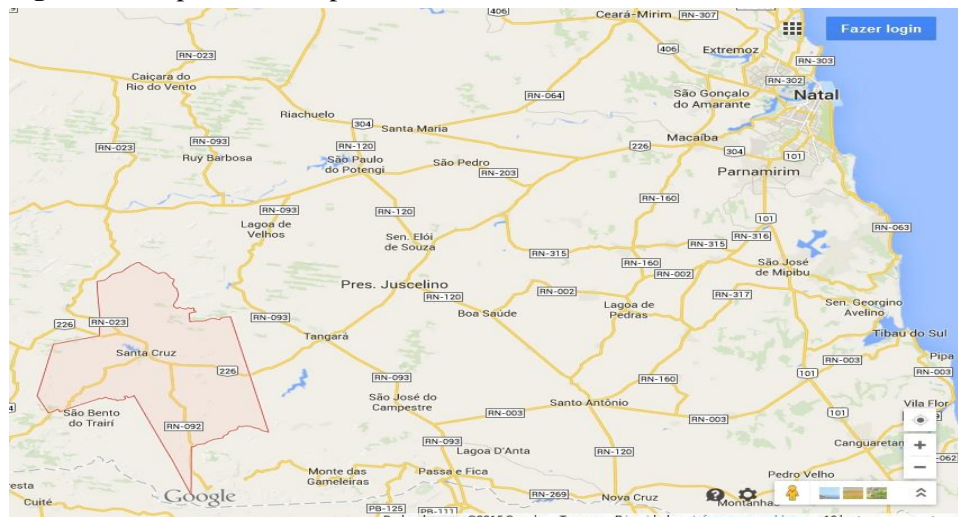 406
Ceará-Mirim
RN-307
Fazer login
406
Extremoz
RN-303
RN-023
Caiçara do
Rio do Vento
RN-302
RN-064
São Gonçalo
do Amarante
Natal
Riachuelo
304
Santa Maria
Macaíba
RN-023
RN-093
Ruy Barbosa
RN-120
São Paulo
do Potengi
São Pedro
RN-203
226
304
101
Parnamirim
RN-160
RN-093
Lagoa de
Velhos
RN-120
101
RN-063
Sen. Elói
de Souza
RN-316
RN-315
RN-315
RN-160
RN-002
São José
de Mipibu
Pres. Juscelino
RN-120
RN-002
RN-317
Boa Saúde
Lagoa de
Pedras
Sen. Georgino
Avelino
226
RN-023
RN-093
Tangará
Tibau do Sul
Santa Cruz
226
RN-093
RN-160
101
RN-003
Pipa
RN-003
São José do
Campestre
Santo Antônio
RN-003
RN-003
101
Vila Flor
São Bento
do Trairí
RN-092
RN-093
Lagoa D'Anta
RN-120
Canguaretam
-062
Monte das
Gameleiras
Passa e Fica
Pedro Velho
Google
RN-269
Nova Cruz
Montanhas
esta
Cuité
PB-125
PB-111